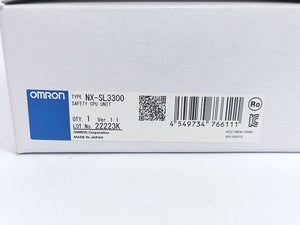 OMRON
TYPE NX-SL3300
SAFETY CPU UNIT
QTY. 1 Ver. 1.1
LOT No. 22223K
OMRON Corporation
MADE IN JAPAN
4 549734 766111
Ro